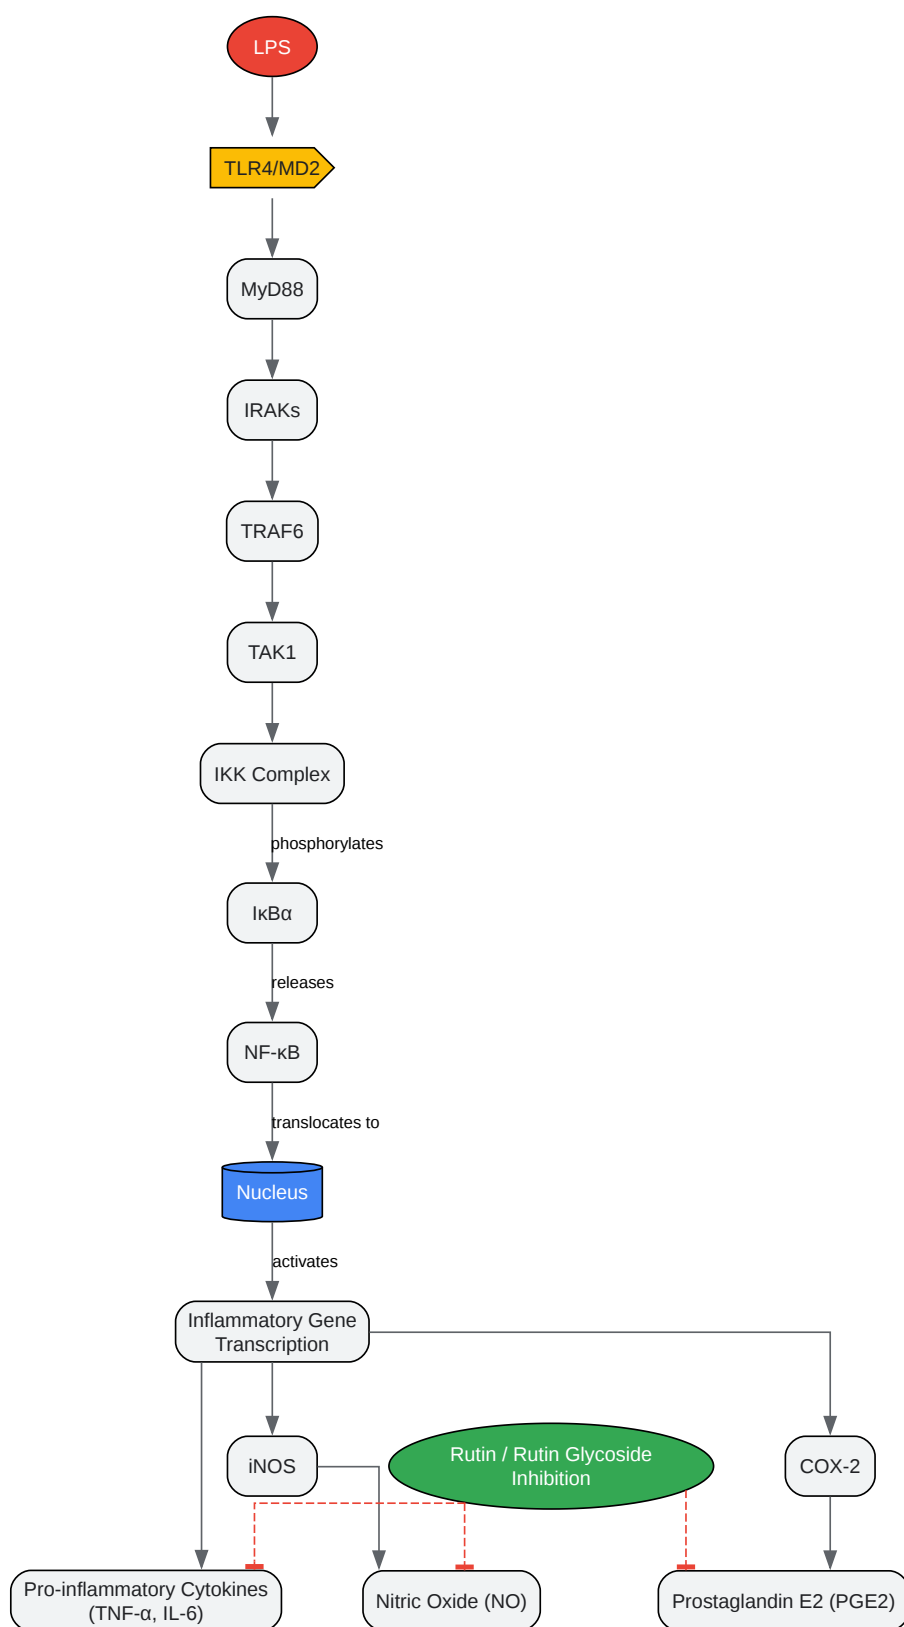 LPS
TLR4/MD2
MyD88
IRAKs
TRAF6
TAK1
IKK Complex
phosphorylates
IκBα
releases
NF-κB
translocates to
Nucleus
activates
Inflammatory Gene
Transcription
iNOS
Rutin / Rutin Glycoside
Inhibition
COX-2
Pro-inflammatory Cytokines
(TNF-α, IL-6)
Nitric Oxide (NO)
Prostaglandin E2 (PGE2)